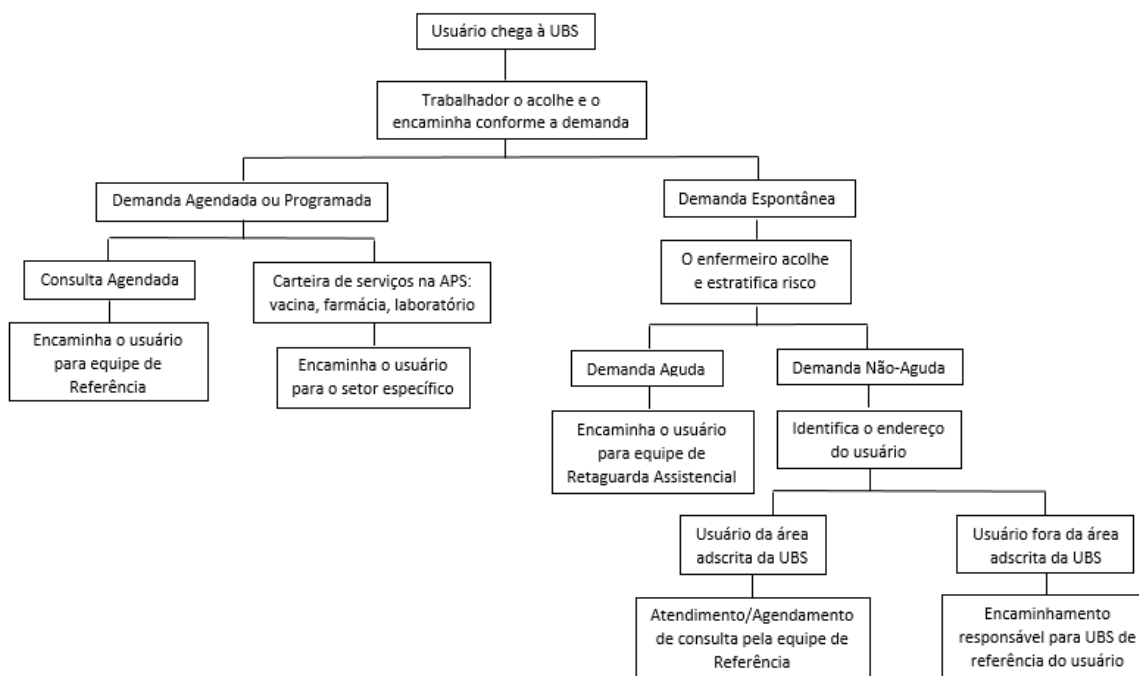 Usuário chega à UBS
Trabalhador o acolhe e o
encaminha conforme a demanda
Demanda Agendada ou Programada
Demanda Espontânea
Consulta Agendada
Carteira de serviços na APS:
vacina, farmácia, laboratório
O enfermeiro acolhe
e estratifica risco
Encaminha o usuário
para equipe de
Referência
Encaminha o usuário
para o setor específico
Demanda Aguda
Demanda Não-Aguda
Encaminha o usuário
para equipe de
Retaguarda Assistencial
Identifica o endereço
do usuário
Usuário da área
adscrita da UBS
Usuário fora da área
adscrita da UBS
Atendimento/Agendamento
de consulta pela equipe de
Referência
Encaminhamento
responsável para UBS de
referência do usuário